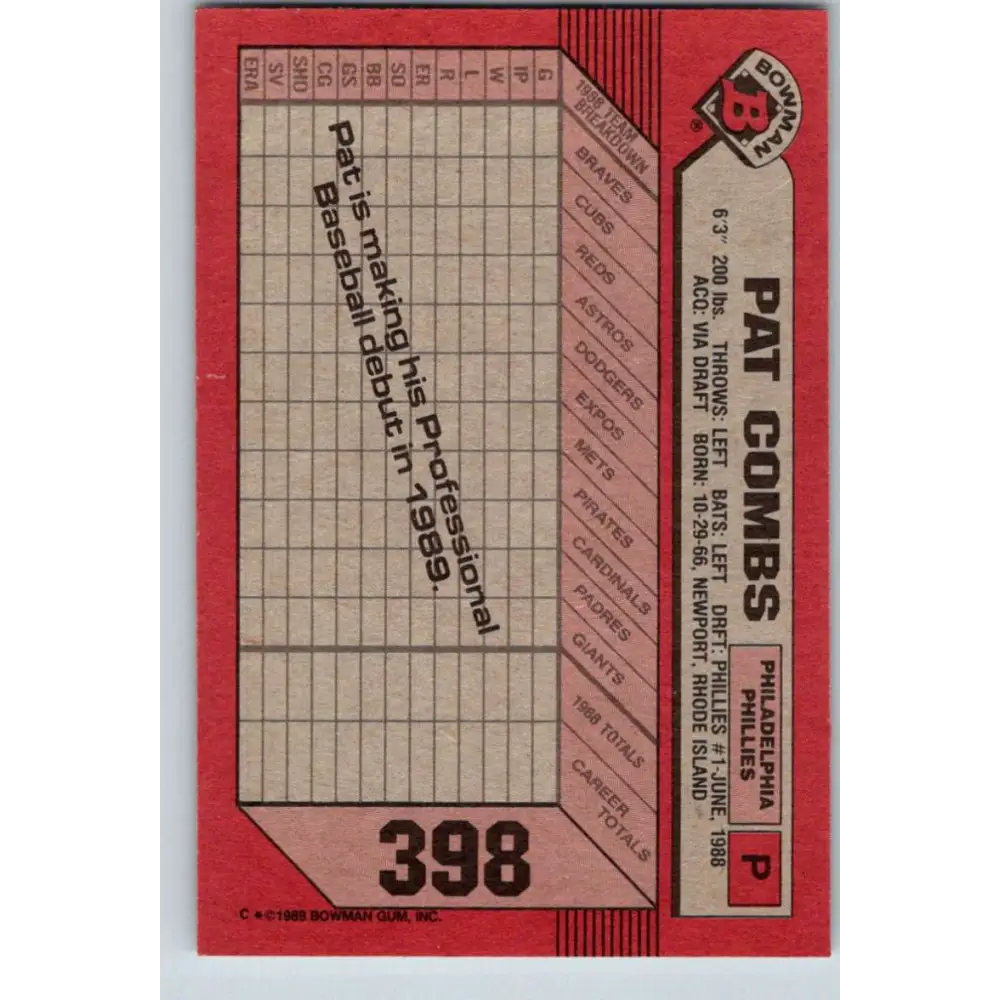 BOWMAN
B
®
PAT COMBS
PHILADELPHIA
PHILLIES
P
6'3" 200 lbs. THROWS: LEFT BATS: LEFT DRFT: PHILLIES #1-JUNE, 1988
ACQ: VIA DRAFT BORN: 10-29-66, NEWPORT, RHODE ISLAND
1988 TEAM
BREAKDOWN
BRAVES
CUBS
REDS
ASTROS
DODGERS
EXPOS
METS
PIRATES
CARDINALS
PADRES
GIANTS
1988 TOTALS
CAREER
TOTALS
G
IP
W
L
R
ER
SO
BB
GS
CG
SHO
SV
ERA
Pat is making his Professional
Baseball debut in 1989.
398
C *©1989 BOWMAN GUM, INC.